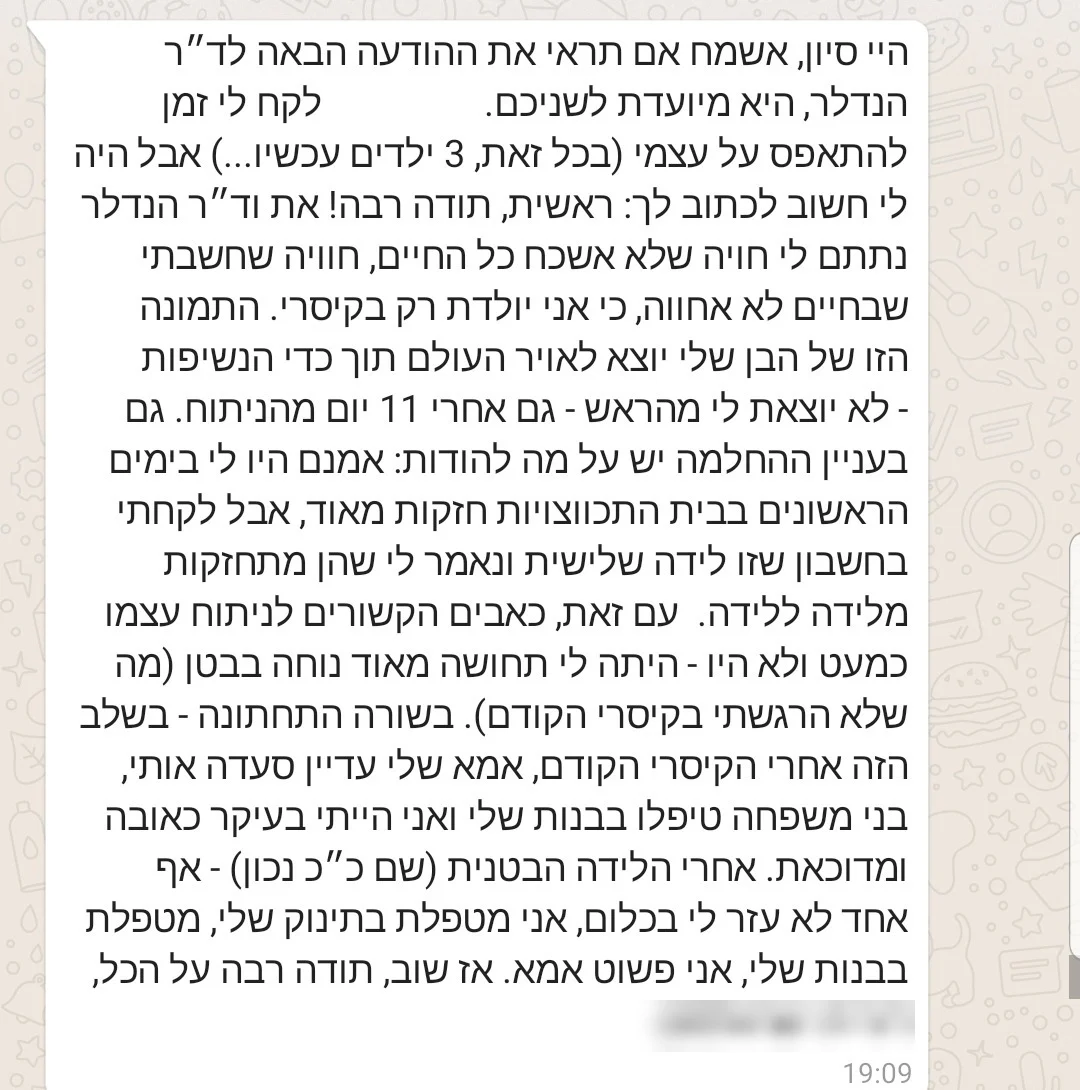 היי סיון, אשמח אם תראי את ההודעה הבאה לד״ר
הנדלר, היא מיועדת לשניכם. לקח לי זמן
להתאפס על עצמי (בכל זאת, 3 ילדים עכשיו...) אבל היה
לי חשוב לכתוב לך: ראשית, תודה רבה! את וד״ר הנדלר
נתתם לי חויה שלא אשכח כל החיים, חוויה שחשבתי
שבחיים לא אחווה, כי אני יולדת רק בקיסרי. התמונה
הזו של הבן שלי יוצא לאויר העולם תוך כדי הנשיפות
- לא יוצאת לי מהראש - גם אחרי 11 יום מהניתוח. גם
בעניין ההחלמה יש על מה להודות: אמנם היו לי בימים
הראשונים בבית התכווצויות חזקות מאוד, אבל לקחתי
בחשבון שזו לידה שלישית ונאמר לי שהן מתחזקות
מלידה ללידה. עם זאת, כאבים הקשורים לניתוח עצמו
כמעט ולא היו - היתה לי תחושה מאוד נוחה בבטן (מה
שלא הרגשתי בקיסרי הקודם). בשורה התחתונה - בשלב
הזה אחרי הקיסרי הקודם, אמא שלי עדיין סעדה אותי,
בני משפחה טיפלו בבנות שלי ואני הייתי בעיקר כאובה
ומדוכאת. אחרי הלידה הבטנית (שם כ״כ נכון) - אף
אחד לא עזר לי בכלום, אני מטפלת בתינוק שלי, מטפלת
בבנות שלי, אני פשוט אמא. אז שוב, תודה רבה על הכל,
19:09